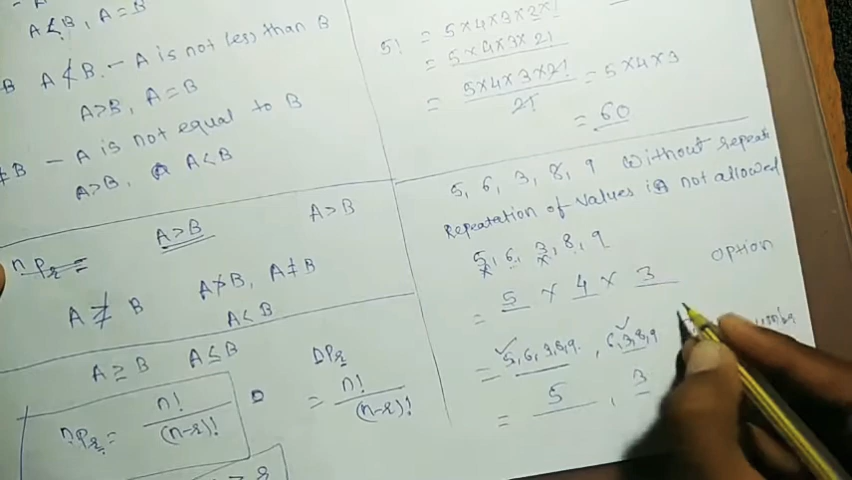 A≮B, A=B
B A≮B. - A is not less than B
A>B, A=B
≠B - A is not equal to B
A>B, A<B
nPr =
A>B
A>B
A≯B, A≠B
A≱B
A<B
A≥B A≤B
nPr = n!/(n-r)!
nPr
= n!/(n-r)!
5! = 5×4×3×2×1
= 5×4×3×2!
= 5×4×3×2!/2! = 5×4×3
= 60
5, 6, 3, 8, 9 Without repeat
Repeatation of values is not allowed
5, 6, 3, 8, 9
= 5 × 4 × 3 option
= 5,6,3,8,9. , 6,3,8,9
= 5 , 3